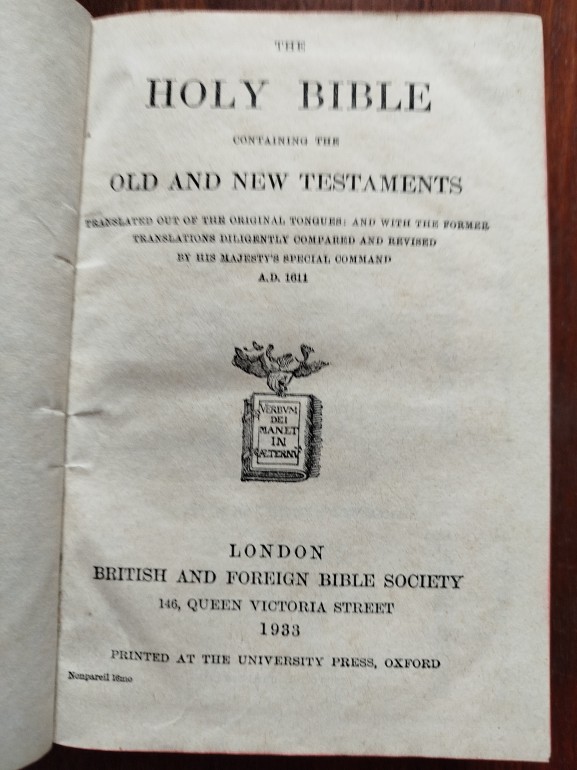 THE
HOLY BIBLE
CONTAINING THE
OLD AND NEW TESTAMENTS
TRANSLATED OUT OF THE ORIGINAL TONGUES; AND WITH THE FORMER
TRANSLATIONS DILIGENTLY COMPARED AND REVISED
BY HIS MAJESTY'S SPECIAL COMMAND
A.D. 1611
VERBVM
DEI
MANET
IN
ÆTERNV̄
LONDON
BRITISH AND FOREIGN BIBLE SOCIETY
146, QUEEN VICTORIA STREET
1933
PRINTED AT THE UNIVERSITY PRESS, OXFORD
Nonpareil 16mo